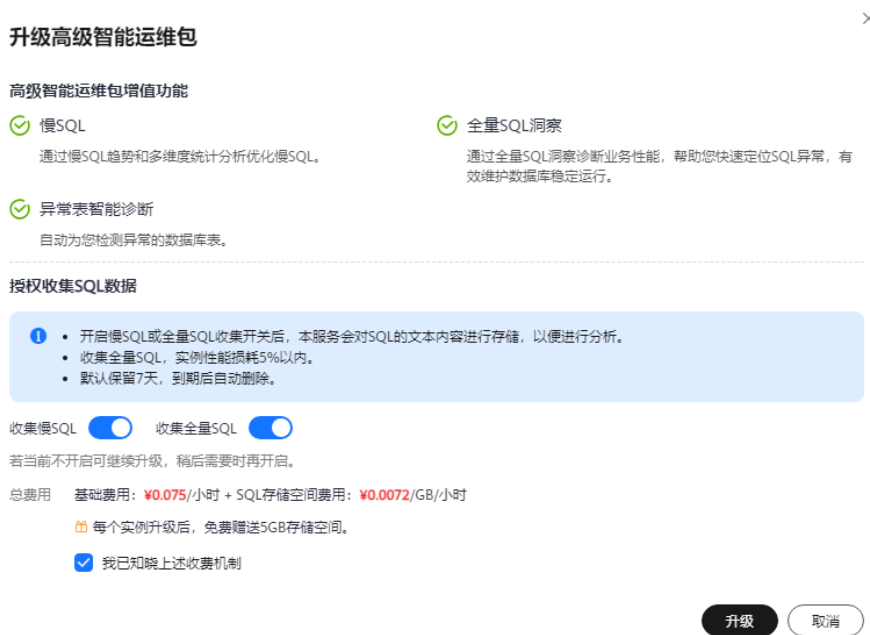 升级高级智能运维包
高级智能运维包增值功能
慢SQL
通过慢SQL趋势和多维度统计分析优化慢SQL。
全量SQL洞察
通过全量SQL洞察诊断业务性能，帮助您快速定位SQL异常，有
效维护数据库稳定运行。
异常表智能诊断
自动为您检测异常的数据库表。
授权收集SQL数据
• 开启慢SQL或全量SQL收集开关后，本服务会对SQL的文本内容进行存储，以便进行分析。
• 收集全量SQL，实例性能损耗5%以内。
• 默认保留7天，到期后自动删除。
收集慢SQL 收集全量SQL
若当前不开启可继续升级，稍后需要时再开启。
总费用 基础费用：¥0.075/小时 + SQL存储空间费用：¥0.0072/GB/小时
每个实例升级后，免费赠送5GB存储空间。
我已知晓上述收费机制
升级 取消